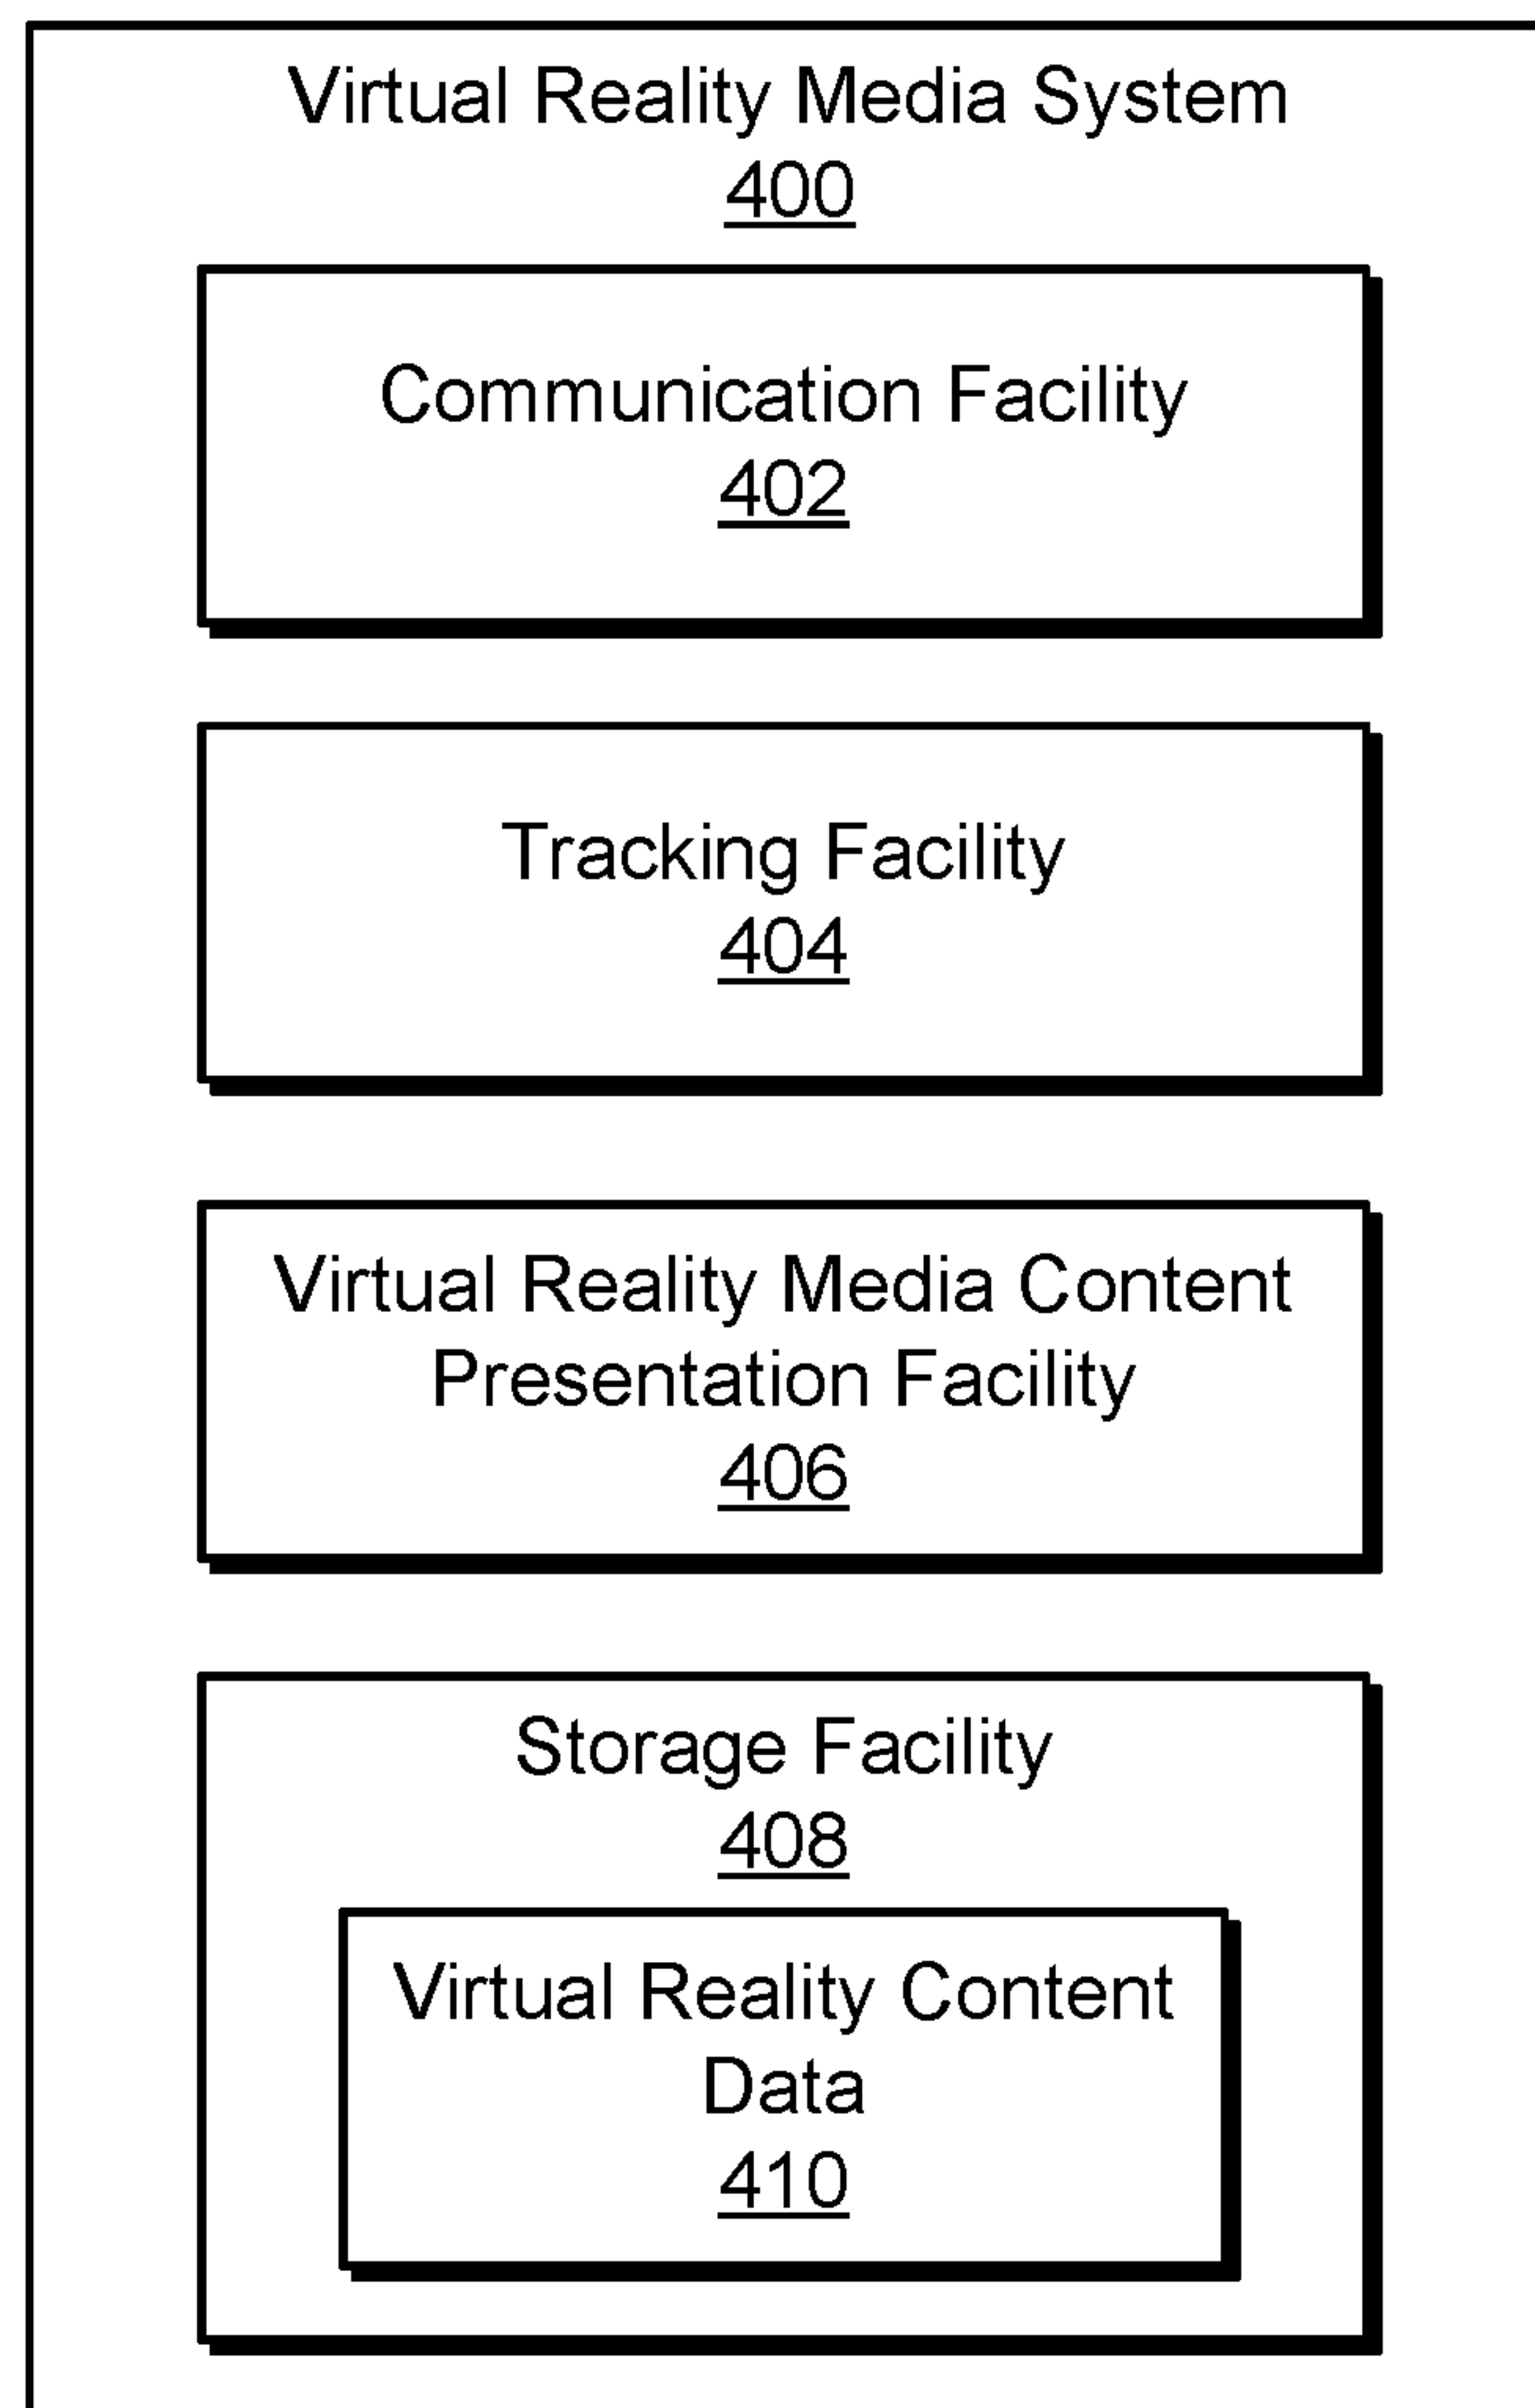 Virtual Reality Media System
400
Communication Facility
402
Tracking Facility
404
Virtual Reality Media Content
Presentation Facility
406
Storage Facility
408
Virtual Reality Content
Data
410